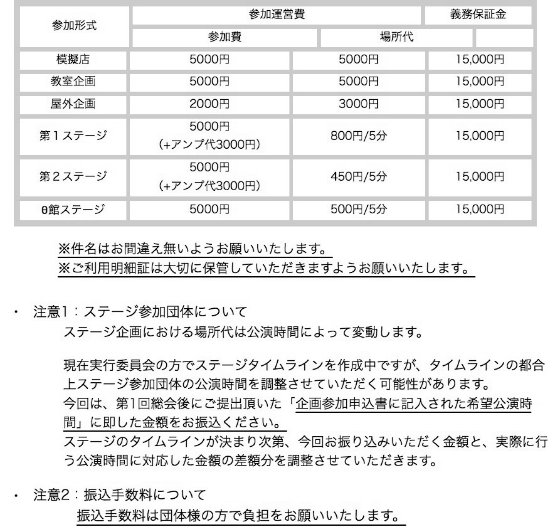 参加形式 参加運営費 義務保証金
参加費 場所代
模擬店 5000円 5000円 15,000円
教室企画 5000円 5000円 15,000円
屋外企画 2000円 3000円 15,000円
第1ステージ 5000円 (+アンプ代3000円) 800円/5分 15,000円
第2ステージ 5000円 (+アンプ代3000円) 450円/5分 15,000円
θ館ステージ 5000円 500円/5分 15,000円
※件名はお間違え無いようお願いいたします。
※ご利用明細証は大切に保管していただきますようお願いいたします。
・ 注意1：ステージ参加団体について
ステージ企画における場所代は公演時間によって変動します。
現在実行委員会の方でステージタイムラインを作成中ですが、タイムラインの都合
上ステージ参加団体の公演時間を調整させていただく可能性があります。
今回は、第1回総会後にご提出頂いた「企画参加申込書に記入された希望公演時
間」に即した金額をお振込ください。
ステージのタイムラインが決まり次第、今回お振り込みいただく金額と、実際に行
う公演時間に対応した金額の差額分を調整させていただきます。
・ 注意2：振込手数料について
振込手数料は団体様の方で負担をお願いいたします。